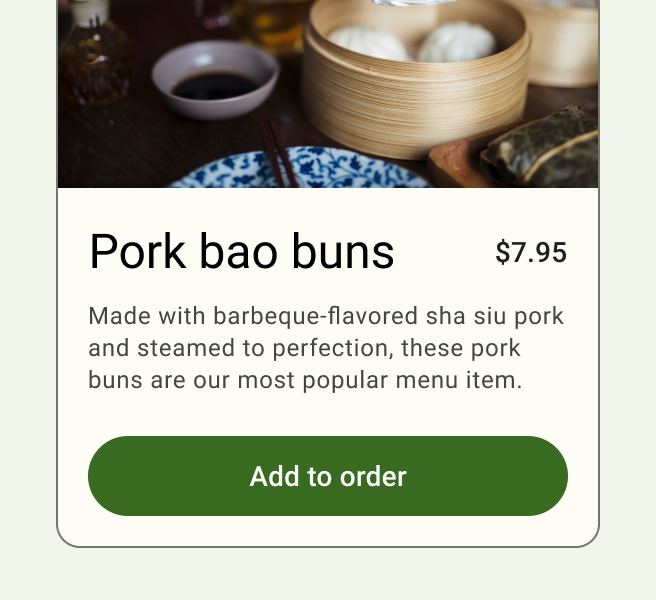 Pork bao buns
$7.95
Made with barbeque-flavored sha siu pork
and steamed to perfection, these pork
buns are our most popular menu item.
Add to order